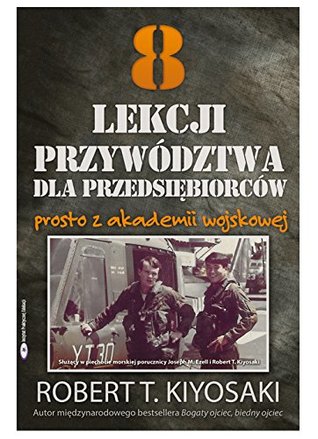 8
LEKCJI
PRZYWÓDZTWA
DLA PRZEDSIĘBIORCÓW
prosto z akademii wojskowej
YT30
Służący w piechocie morskiej porucznicy Joseph M. Ezell i Robert T. Kiyosaki
ROBERT T. KIYOSAKI
Autor międzynarodowego bestsellera Bogaty ojciec, biedny ojciec